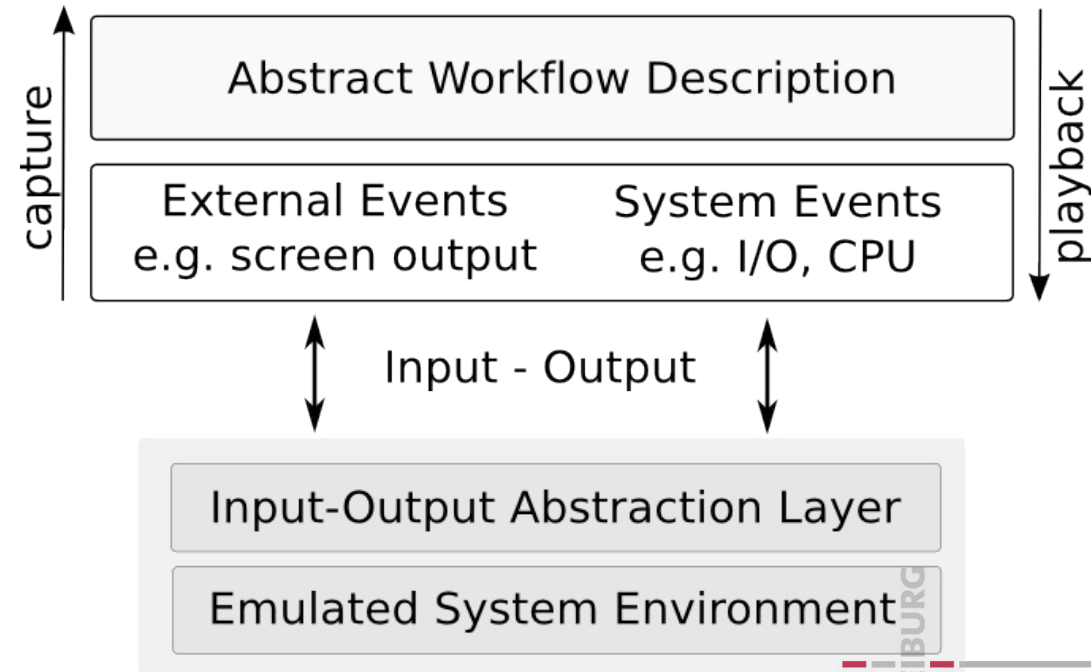 Abstract Workflow Description
capture
playback
External Events
e.g. screen output
System Events
e.g. I/O, CPU
Input - Output
Input-Output Abstraction Layer
Emulated System Environment
BURG